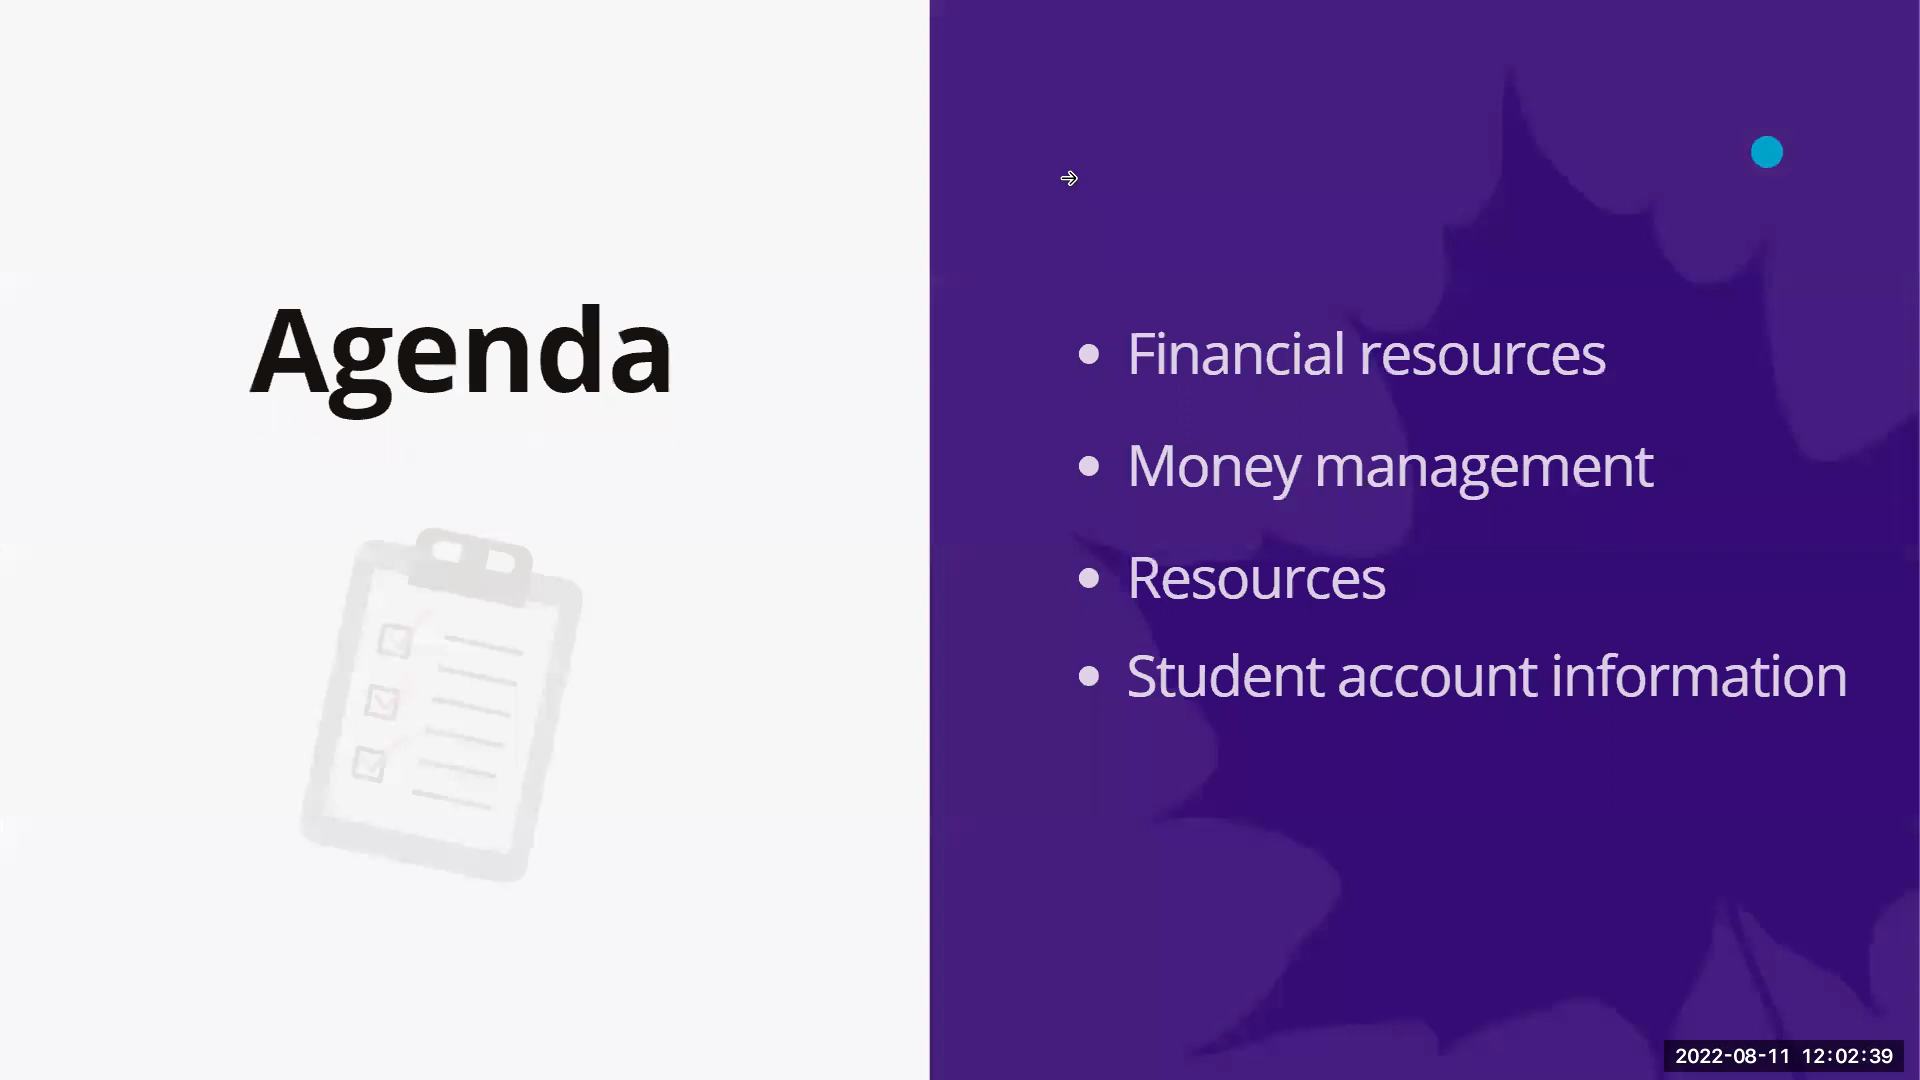 Agenda
• Financial resources
• Money management
• Resources
• Student account information
2022-08-11 12:02:39